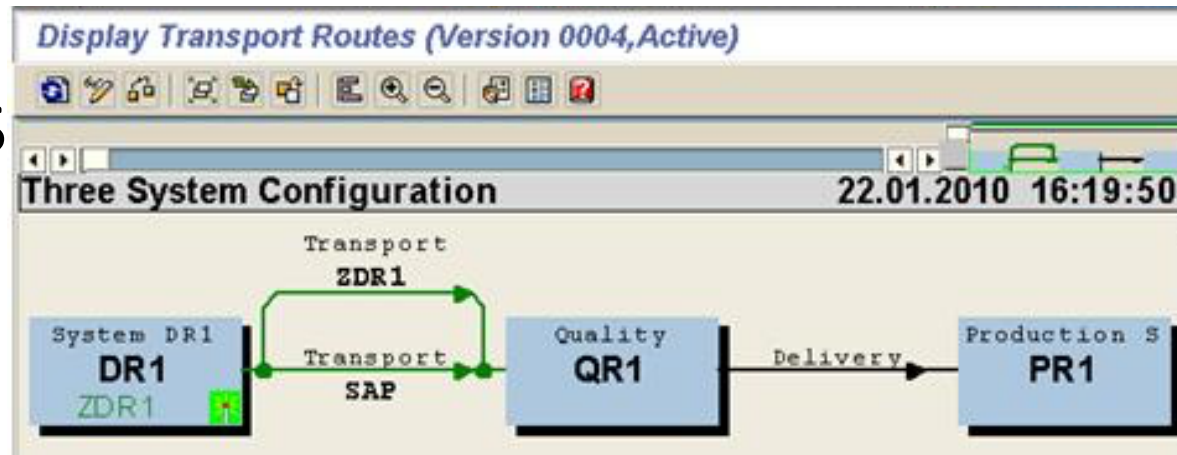 Display Transport Routes (Version 0004,Active)
Three System Configuration 22.01.2010 16:19:50
Transport
ZDR1
System DR1
DR1
ZDR1
Transport
SAP
Quality
QR1
Delivery
Production S
PR1